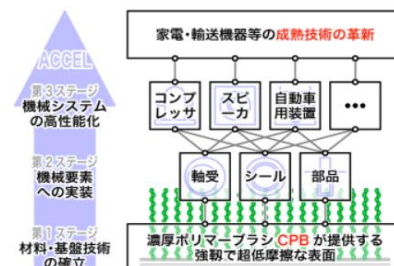 家電・輸送機器等の成熟技術の革新
ACCEL
第3ステージ
機械システム
の高性能化
コンプ
レッサ
スピ
ーカ
自動車
用装置
•••
第2ステージ
機械要素
への実装
軸受
シール
部品
第1ステージ
材料・基盤技術
の確立
濃厚ポリマーブラシ CPB が提供する
強靭で超低摩擦な表面